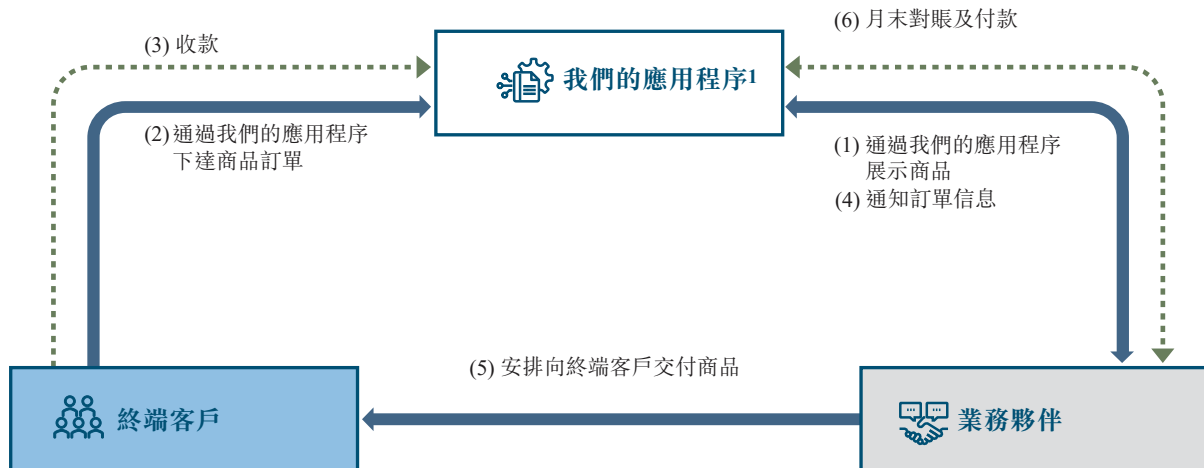 (6) 月末對賬及付款
(3) 收款
我們的應用程序1
(2) 通過我們的應用程序
下達商品訂單
(1) 通過我們的應用程序
展示商品
(4) 通知訂單信息
(5) 安排向終端客戶交付商品
終端客戶
業務夥伴